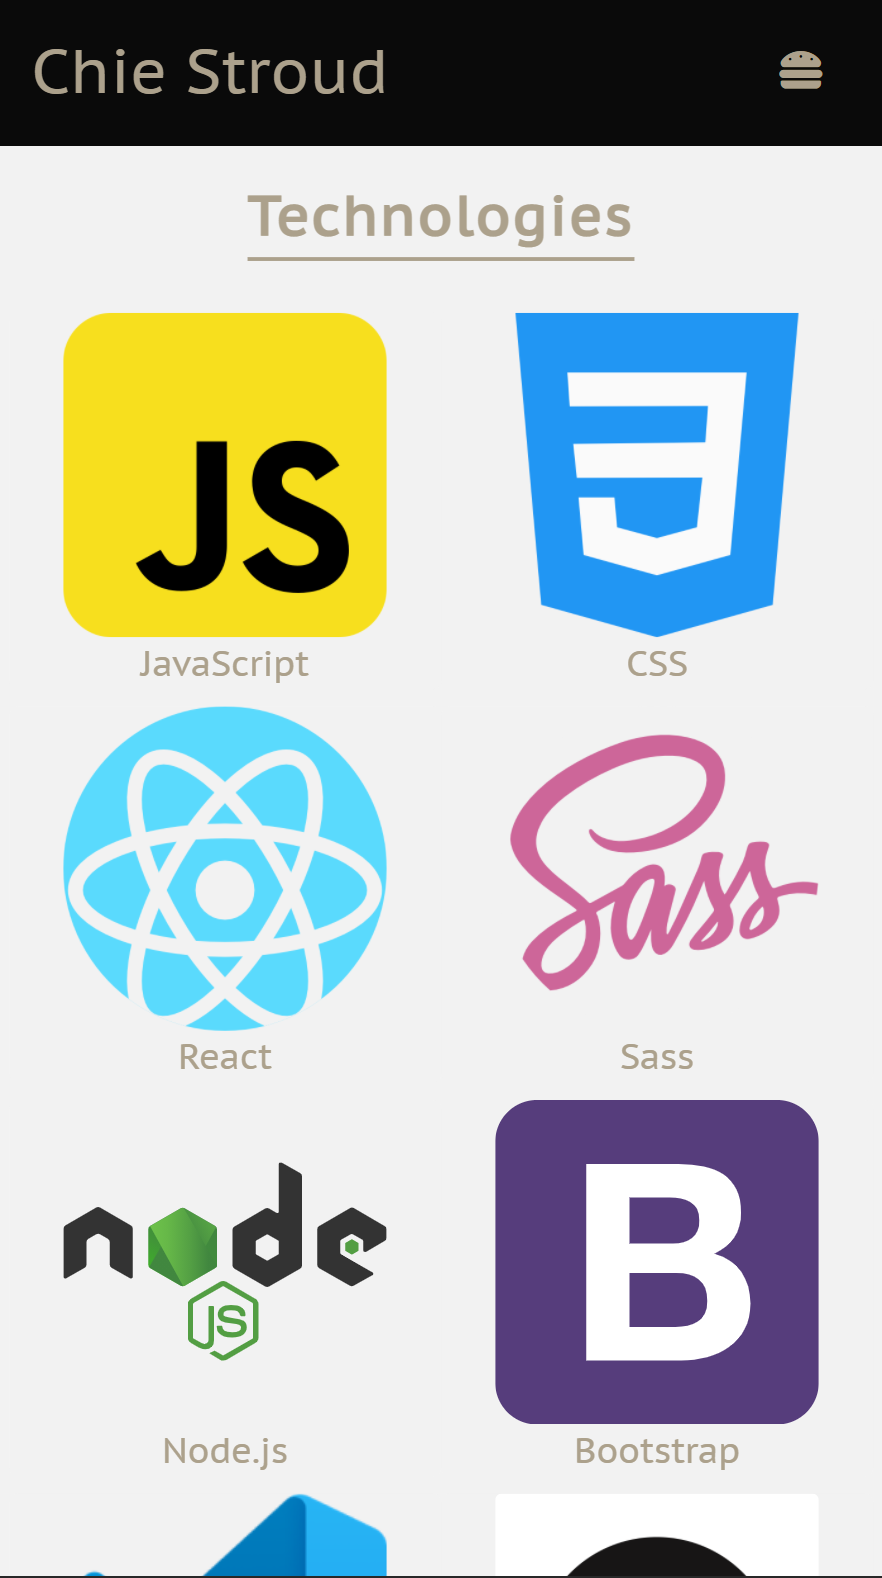 Chie Stroud
Technologies
JS
JavaScript
CSS
React
Sass
Sass
node
JS
Node.js
B
Bootstrap